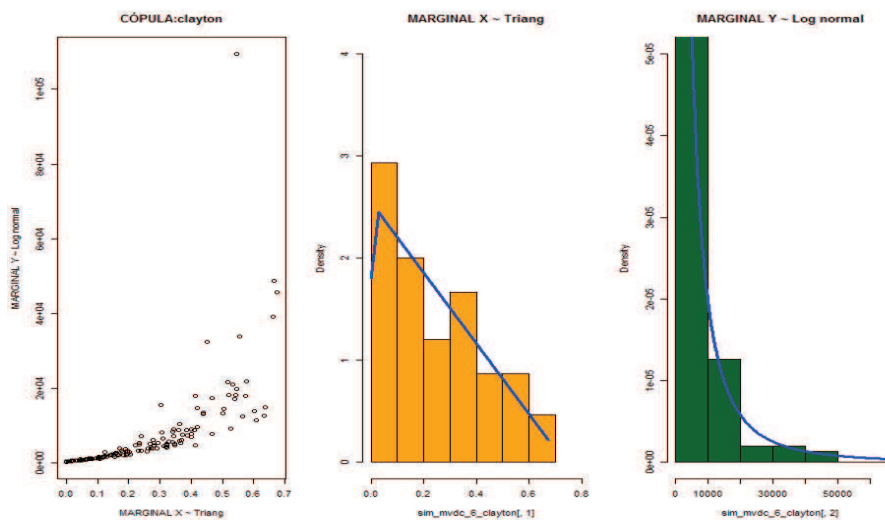 CÓPULA:clayton
MARGINAL Y ~ Log normal
1e+05
8e+04
6e+04
4e+04
2e+04
0e+00
0.0 0.1 0.2 0.3 0.4 0.5 0.6 0.7
MARGINAL X ~ Triang
MARGINAL X ~ Triang
Density
4
3
2
1
0
0.0 0.2 0.4 0.6 0.8
sim_mvdc_6_clayton[, 1]
MARGINAL Y ~ Log normal
Density
5e-05
4e-05
3e-05
2e-05
1e-05
0e+00
0 10000 30000 50000
sim_mvdc_6_clayton[, 2]